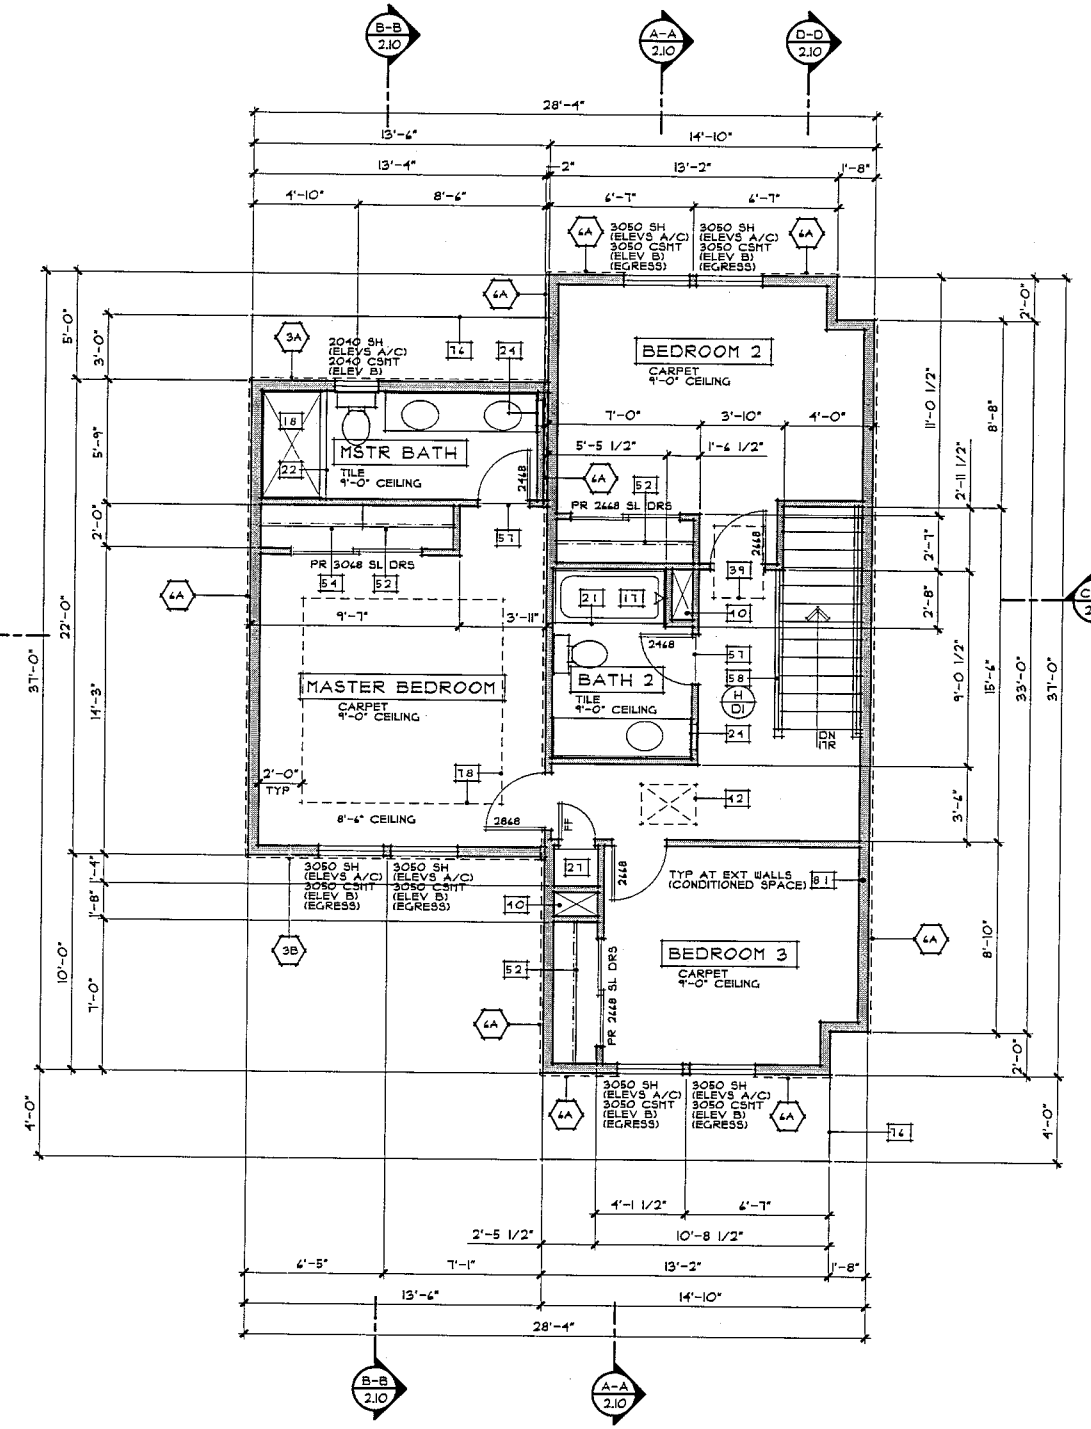 B-B
2.10
A-A
2.10
D-D
2.10
28'-4"
13'-6"
14'-10"
13'-4"
2"
13'-2"
1'-8"
4'-10"
8'-6"
6'-7"
6'-7"
6A
3050 SH
(ELEVS A/C)
3050 CSMT
(ELEV B)
(EGRESS)
3050 SH
(ELEVS A/C)
3050 CSMT
(ELEV B)
(EGRESS)
6A
6A
5'-0"
3'-0"
3A
2040 SH
(ELEVS A/C)
2040 CSMT
(ELEV B)
76
24
BEDROOM 2
CARPET
9'-0" CEILING
2'-0"
11'-0 1/2"
8'-8"
7'-0"
3'-10"
4'-0"
5'-5 1/2"
1'-6 1/2"
18
MSTR BATH
22
TILE
9'-0" CEILING
2468
5'-9"
6A
52
PR 2668 SL DRS
2'-11 1/2"
2'-0"
57
PR 3068 SL DRS
54
52
2668
39
2'-7"
6A
21
17
40
2'-8"
C
2
9'-7"
3'-11"
22'-0"
37'-0"
2468
57
58
H
D1
BATH 2
TILE
9'-0" CEILING
MASTER BEDROOM
CARPET
9'-0" CEILING
14'-3"
9'-0 1/2"
15'-6"
33'-0"
37'-0"
24
DN
17R
2'-0"
TYP
78
42
8'-6" CEILING
2868
FF
3'-6"
27
2668
TYP AT EXT WALLS
(CONDITIONED SPACE)
81
3050 SH
(ELEVS A/C)
3050 CSMT
(ELEV B)
(EGRESS)
3050 SH
(ELEVS A/C)
3050 CSMT
(ELEV B)
(EGRESS)
1'-4"
1'-8"
40
3B
BEDROOM 3
CARPET
9'-0" CEILING
6A
8'-10"
52
PR 2668 SL DRS
10'-0"
7'-0"
6A
2'-0"
3050 SH
(ELEVS A/C)
3050 CSMT
(ELEV B)
(EGRESS)
3050 SH
(ELEVS A/C)
3050 CSMT
(ELEV B)
(EGRESS)
6A
6A
4'-0"
4'-0"
76
4'-1 1/2"
6'-7"
2'-5 1/2"
10'-8 1/2"
6'-5"
7'-1"
13'-2"
1'-8"
13'-6"
14'-10"
28'-4"
B-B
2.10
A-A
2.10